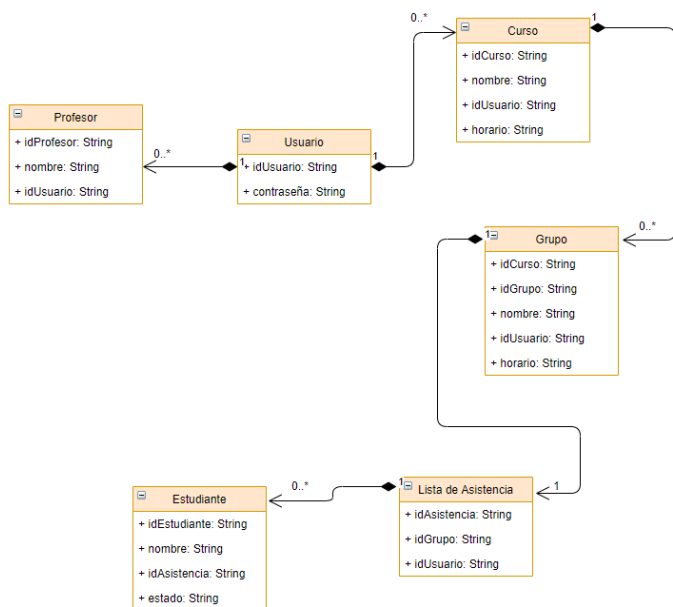 0..*
1
Curso
+ idCurso: String
+ nombre: String
+ idUsuario: String
+ horario: String
Profesor
+ idProfesor: String
+ nombre: String
+ idUsuario: String
0..*
1
Usuario
+ idUsuario: String
+ contraseña: String
1
0..*
1
Grupo
+ idCurso: String
+ idGrupo: String
+ nombre: String
+ idUsuario: String
+ horario: String
0..*
1
Lista de Asistencia
+ idAsistencia: String
+ idGrupo: String
+ idUsuario: String
1
Estudiante
+ idEstudiante: String
+ nombre: String
+ idAsistencia: String
+ estado: String